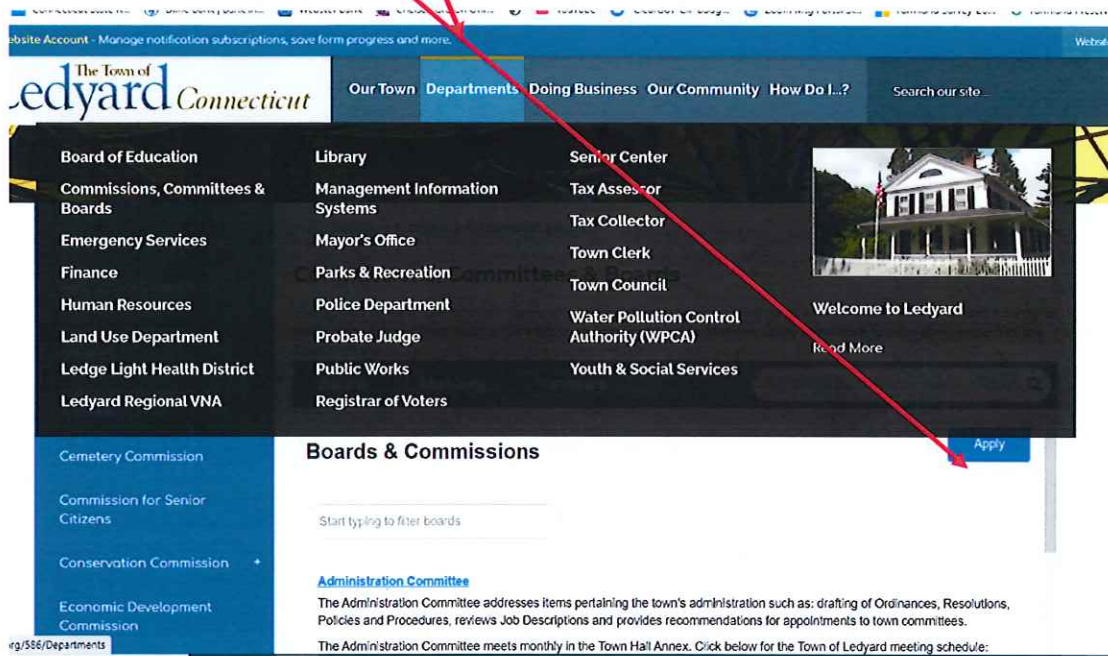 ebsite Account - Manage notification subscriptions, save form progress and more.
The Town of
Ledyard Connecticut
Our Town Departments Doing Business Our Community How Do I...?
Search our site...
Board of Education
Commissions, Committees &
Boards
Emergency Services
Finance
Human Resources
Land Use Department
Ledge Light Health District
Ledyard Regional VNA
Library
Management Information
Systems
Mayor's Office
Parks & Recreation
Police Department
Probate Judge
Public Works
Registrar of Voters
Senior Center
Tax Assessor
Tax Collector
Town Clerk
Town Council
Water Pollution Control
Authority (WPCA)
Youth & Social Services
Welcome to Ledyard
Read More
Cemetery Commission
Commission for Senior
Citizens
Conservation Commission +
Economic Development
Commission
Boards & Commissions
Apply
Start typing to filter boards
Administration Committee
The Administration Committee addresses items pertaining the town's administration such as: drafting of Ordinances, Resolutions,
Policies and Procedures, reviews Job Descriptions and provides recommendations for appointments to town committees.
The Administration Committee meets monthly in the Town Hall Annex. Click below for the Town of Ledyard meeting schedule:
rg/586/Departments